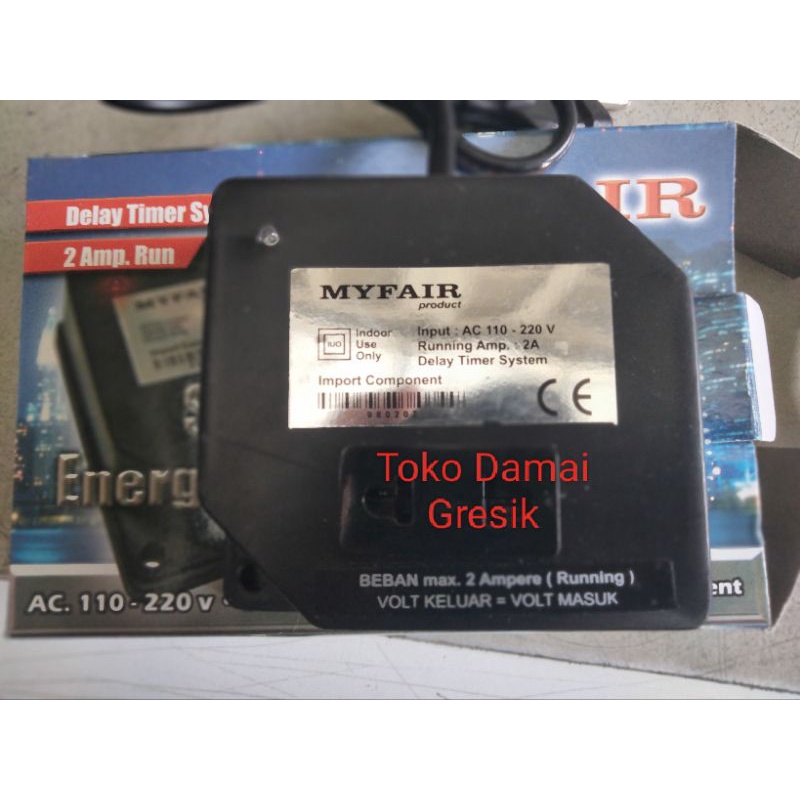 Delay Timer Sy
2 Amp. Run
IR
MYFAIR
MYFAIR
product
IUO
Indoor
Use
Only
Input : AC 110 - 220 V
Running Amp. : 2A
Delay Timer System
Import Component
CE
Toko Damai
Gresik
Energ
BEBAN max. 2 Ampere ( Running )
VOLT KELUAR = VOLT MASUK
AC. 110 - 220 v
ent